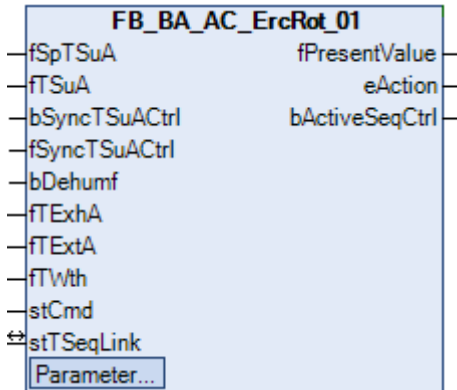 FB_BA_AC_ErcRot_01
fSpTSuA fPresentValue
fTSuA eAction
bSyncTSuACtrl bActiveSeqCtrl
fSyncTSuACtrl
bDehumf
fTExhA
fTExtA
fTWth
stCmd
stTSeqLink
Parameter...